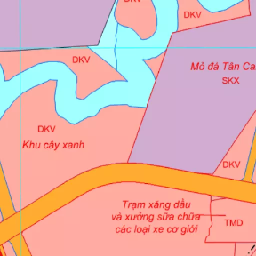 DKV
DKV
DKV
Mỏ đá Tân Ca
SKX
DKV
Khu cây xanh
DKV
Trạm xăng dầu
và xưởng sửa chữa
các loại xe cơ giới
TMD